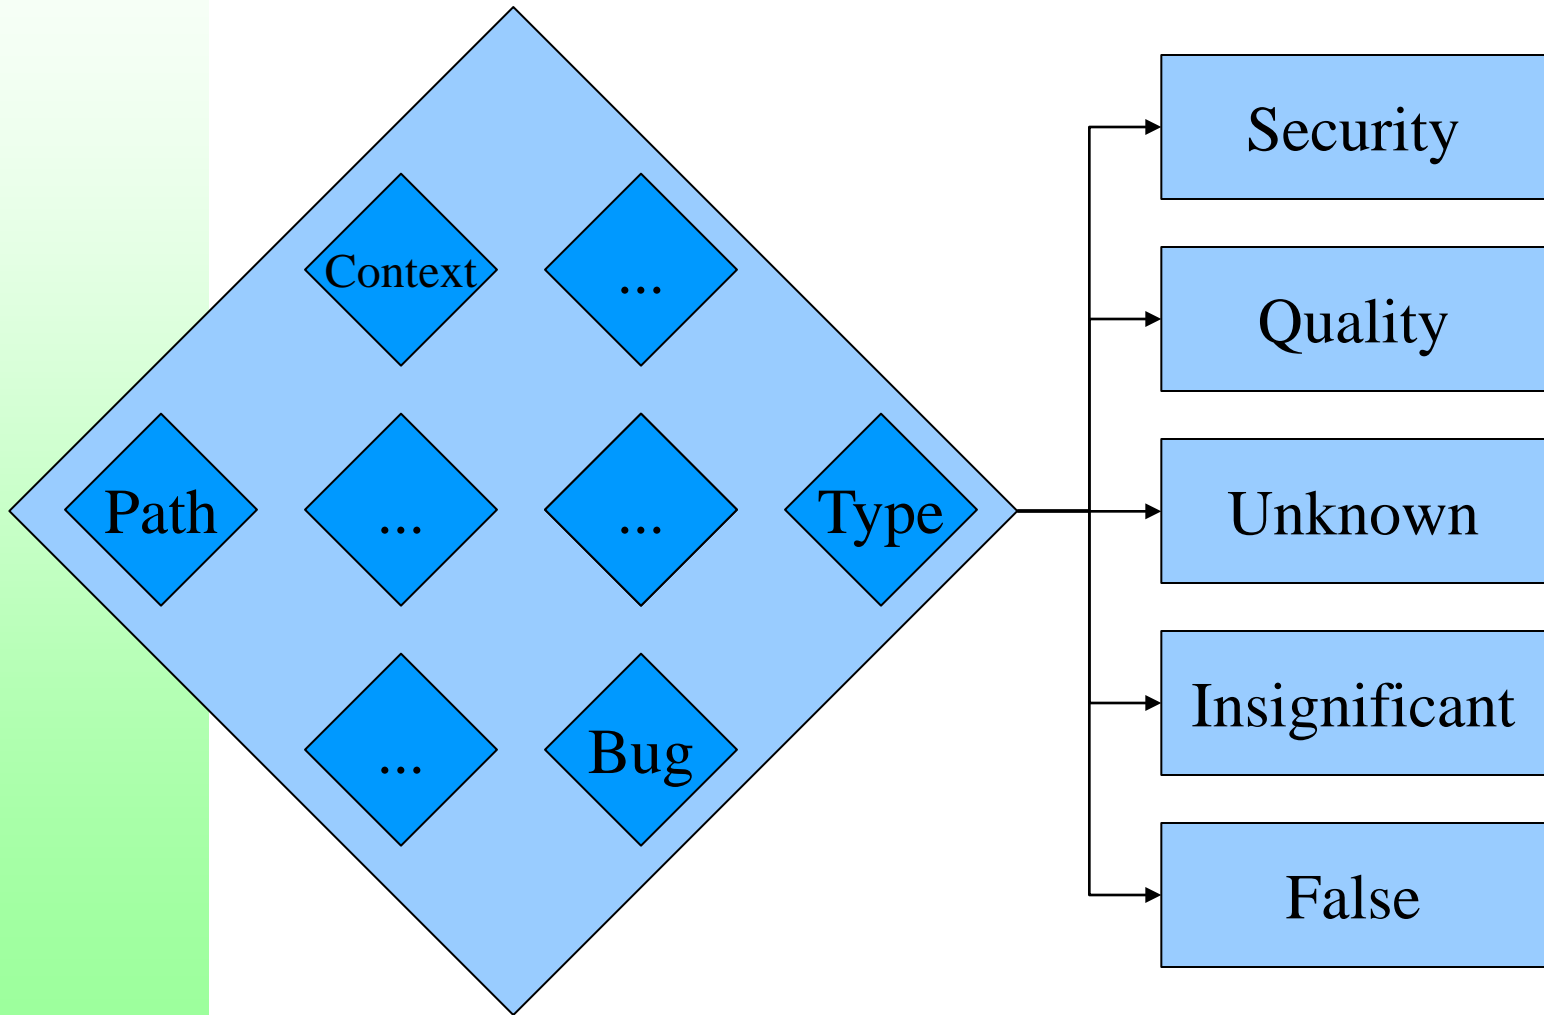 Context
...
Path
...
...
Type
...
Bug
Security
Quality
Unknown
Insignificant
False